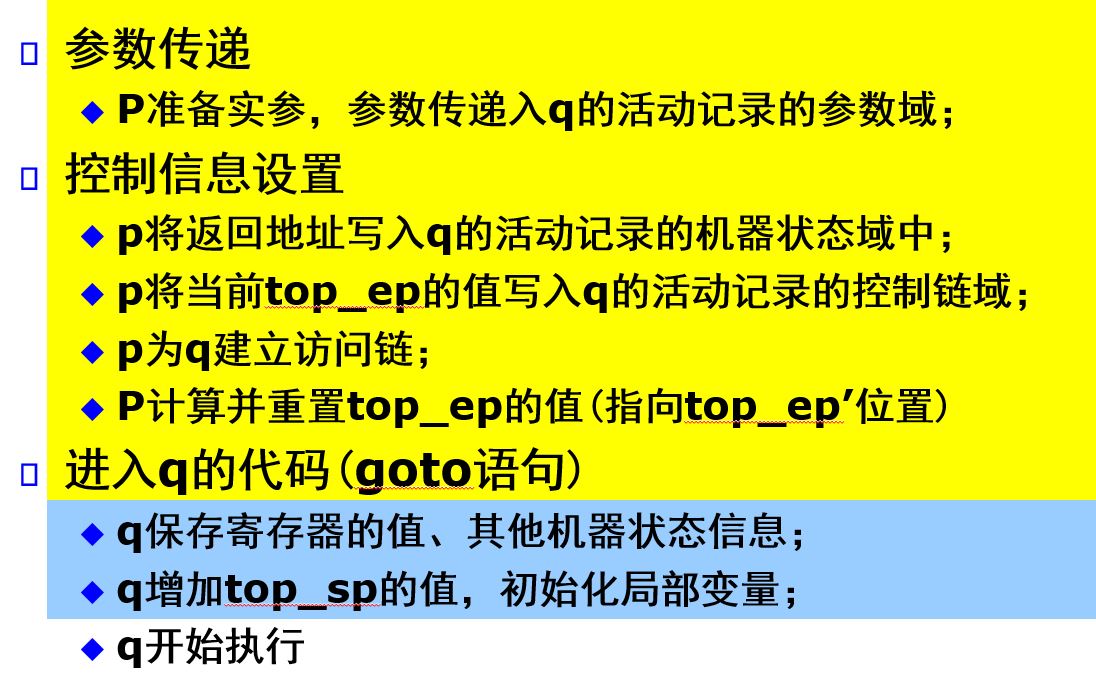 参数传递
P准备实参，参数传递入q的活动记录的参数域；
控制信息设置
p将返回地址写入q的活动记录的机器状态域中；
p将当前top_ep的值写入q的活动记录的控制链域；
p为q建立访问链；
P计算并重置top_ep的值(指向top_ep’位置)
进入q的代码(goto语句)
q保存寄存器的值、其他机器状态信息；
q增加top_sp的值，初始化局部变量；
q开始执行